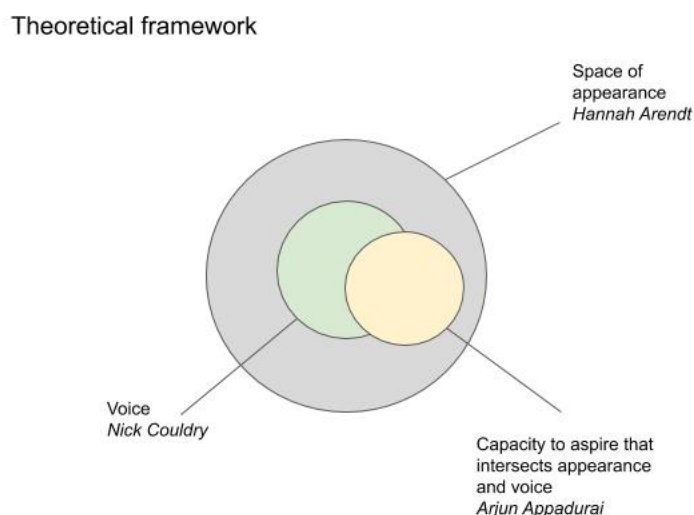 Theoretical framework
Space of
appearance
Hannah Arendt
Voice
Nick Couldry
Capacity to aspire that
intersects appearance
and voice
Arjun Appadurai